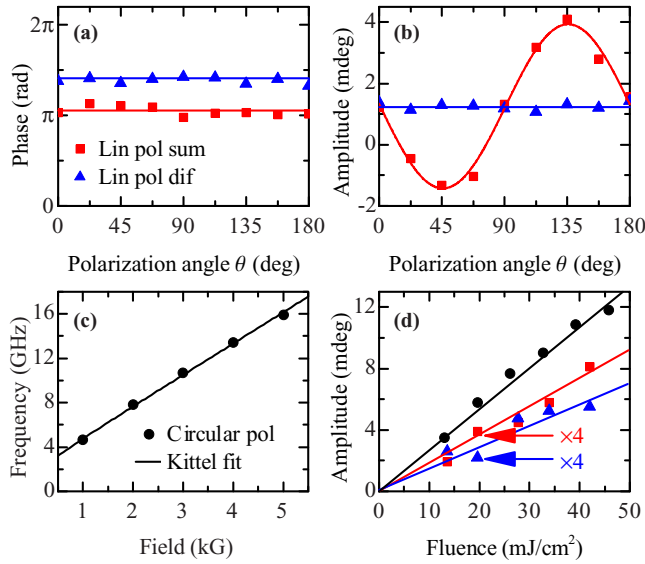 (a)
2π
π
0
Phase (rad)
Lin pol sum
Lin pol dif
0 45 90 135 180
Polarization angle θ (deg)
(b)
4
2
0
-2
Amplitude (mdeg)
0 45 90 135 180
Polarization angle θ (deg)
(c)
16
12
8
4
0
Frequency (GHz)
Circular pol
Kittel fit
1 2 3 4 5
Field (kG)
(d)
12
8
4
0
Amplitude (mdeg)
×4
×4
0 10 20 30 40 50
Fluence (mJ/cm²)